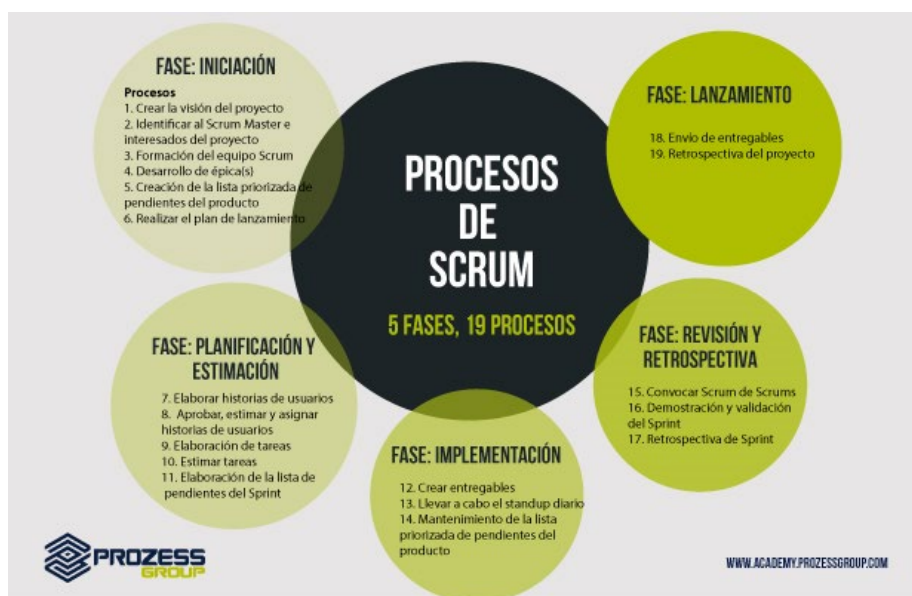 FASE: INICIACIÓN
Procesos
1. Crear la visión del proyecto
2. Identificar al Scrum Master e
interesados del proyecto
3. Formación del equipo Scrum
4. Desarrollo de épica(s)
5. Creación de la lista priorizada de
pendientes del producto
6. Realizar el plan de lanzamiento
PROCESOS
DE
SCRUM
5 FASES, 19 PROCESOS
FASE: LANZAMIENTO
18. Envío de entregables
19. Retrospectiva del proyecto
FASE: PLANIFICACIÓN Y
ESTIMACIÓN
7. Elaborar historias de usuarios
8. Aprobar, estimar y asignar
historias de usuarios
9. Elaboración de tareas
10. Estimar tareas
11. Elaboración de la lista de
pendientes del Sprint
FASE: IMPLEMENTACIÓN
12. Crear entregables
13. Llevar a cabo el standup diario
14. Mantenimiento de la lista
priorizada de pendientes del
producto
FASE: REVISIÓN Y
RETROSPECTIVA
15. Convocar Scrum de Scrums
16. Demostración y validación
del Sprint
17. Retrospectiva de Sprint
PROZESS
GROUP
WWW.ACADEMY.PROZESSGROUP.COM